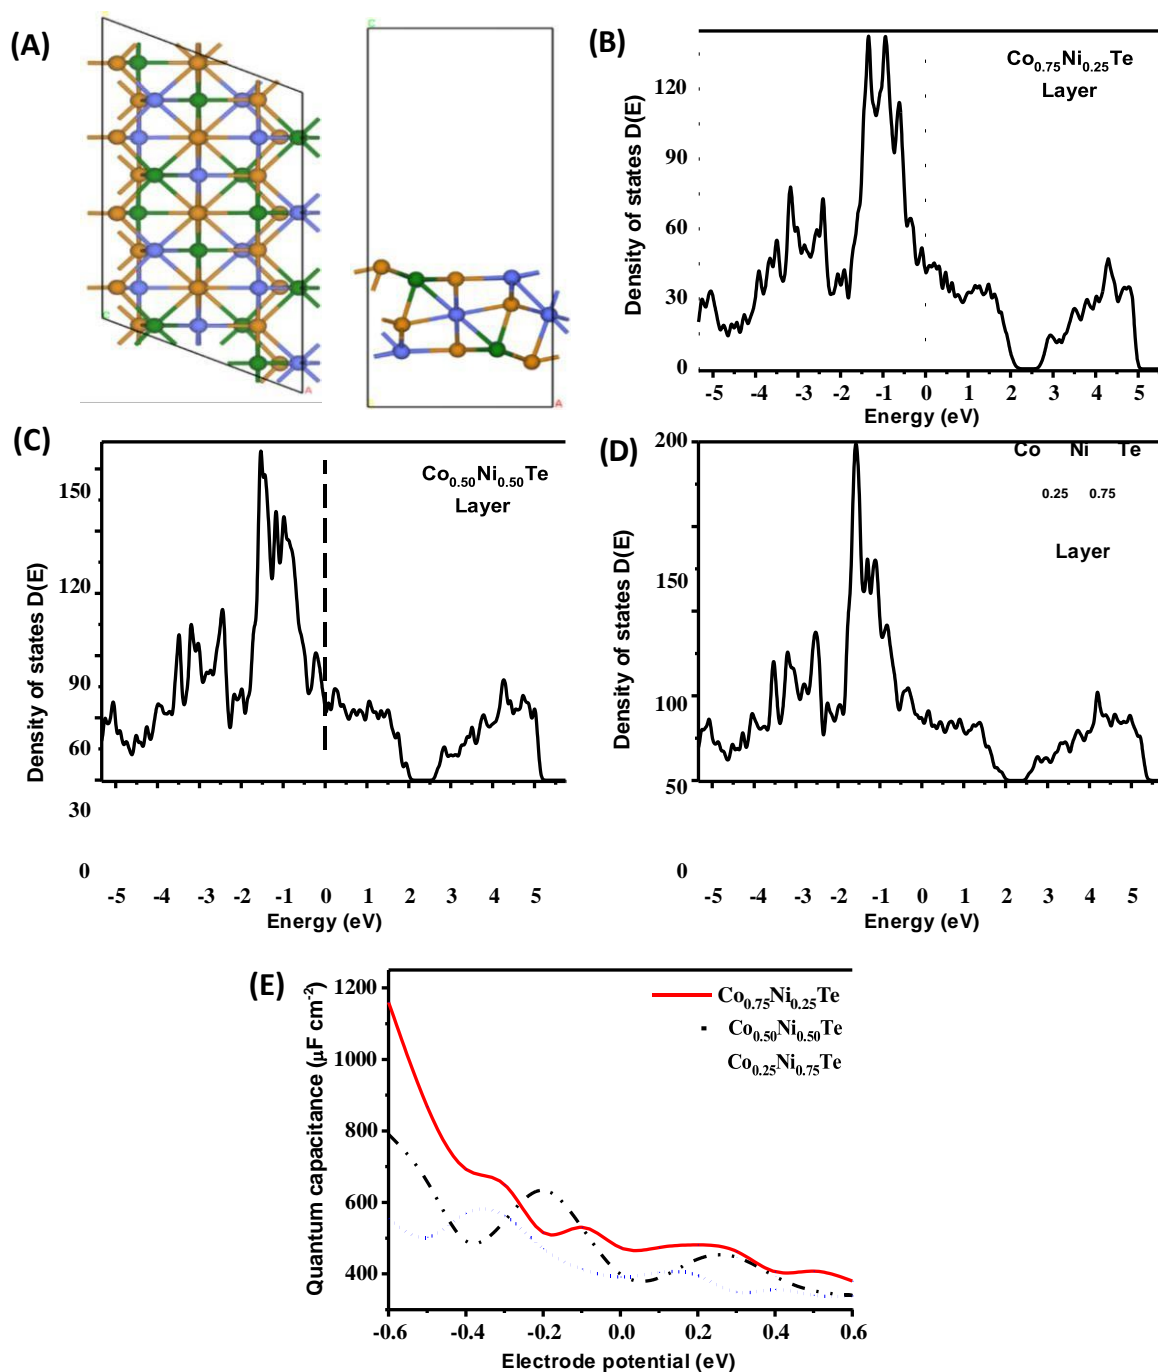 (A)
C
A
C
A
(B)
Co0.75Ni0.25Te
Layer
Density of states D(E)
120
90
60
30
0
-5 -4 -3 -2 -1 0 1 2 3 4 5
Energy (eV)
(C)
Co0.50Ni0.50Te
Layer
Density of states D(E)
150
120
90
60
30
0
-5 -4 -3 -2 -1 0 1 2 3 4 5
Energy (eV)
(D)
Co Ni Te
0.25 0.75
Layer
Density of states D(E)
200
150
100
50
0
-5 -4 -3 -2 -1 0 1 2 3 4 5
Energy (eV)
(E)
Co0.75Ni0.25Te
Co0.50Ni0.50Te
Co0.25Ni0.75Te
Quantum capacitance (µF cm-2)
1200
1000
800
600
400
-0.6 -0.4 -0.2 0.0 0.2 0.4 0.6
Electrode potential (eV)